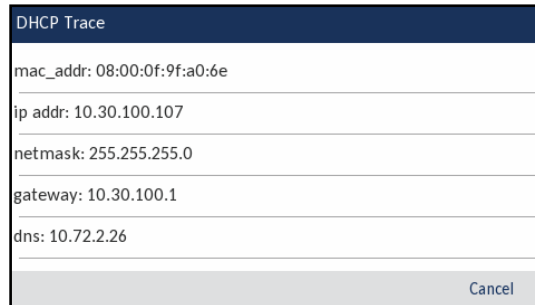 DHCP Trace
mac_addr: 08:00:0f:9f:a0:6e
ip addr: 10.30.100.107
netmask: 255.255.255.0
gateway: 10.30.100.1
dns: 10.72.2.26
Cancel